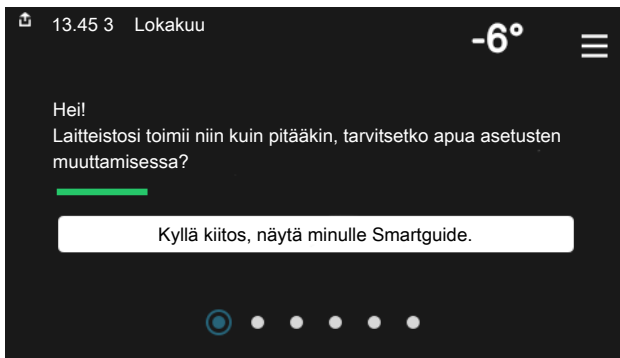 13.45 3 Lokakuu
-6°
Hei!
Laitteistosi toimii niin kuin pitääkin, tarvitsetko apua asetusten
muuttamisessa?
Kyllä kiitos, näytä minulle Smartguide.